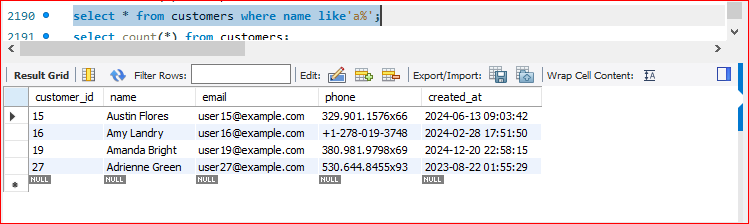 2190 select * from customers where name like'a%';
2191 select count(*) from customers;
Result Grid Filter Rows: Edit: Export/Import: Wrap Cell Content:
customer_id name email phone created_at
15 Austin Flores user15@example.com 329.901.1576x66 2024-06-13 09:03:42
16 Amy Landry user16@example.com +1-278-019-3748 2024-02-28 17:51:50
19 Amanda Bright user19@example.com 380.981.9798x69 2024-12-20 22:58:15
27 Adrienne Green user27@example.com 530.644.8455x93 2023-08-22 01:55:29
NULL NULL NULL NULL NULL